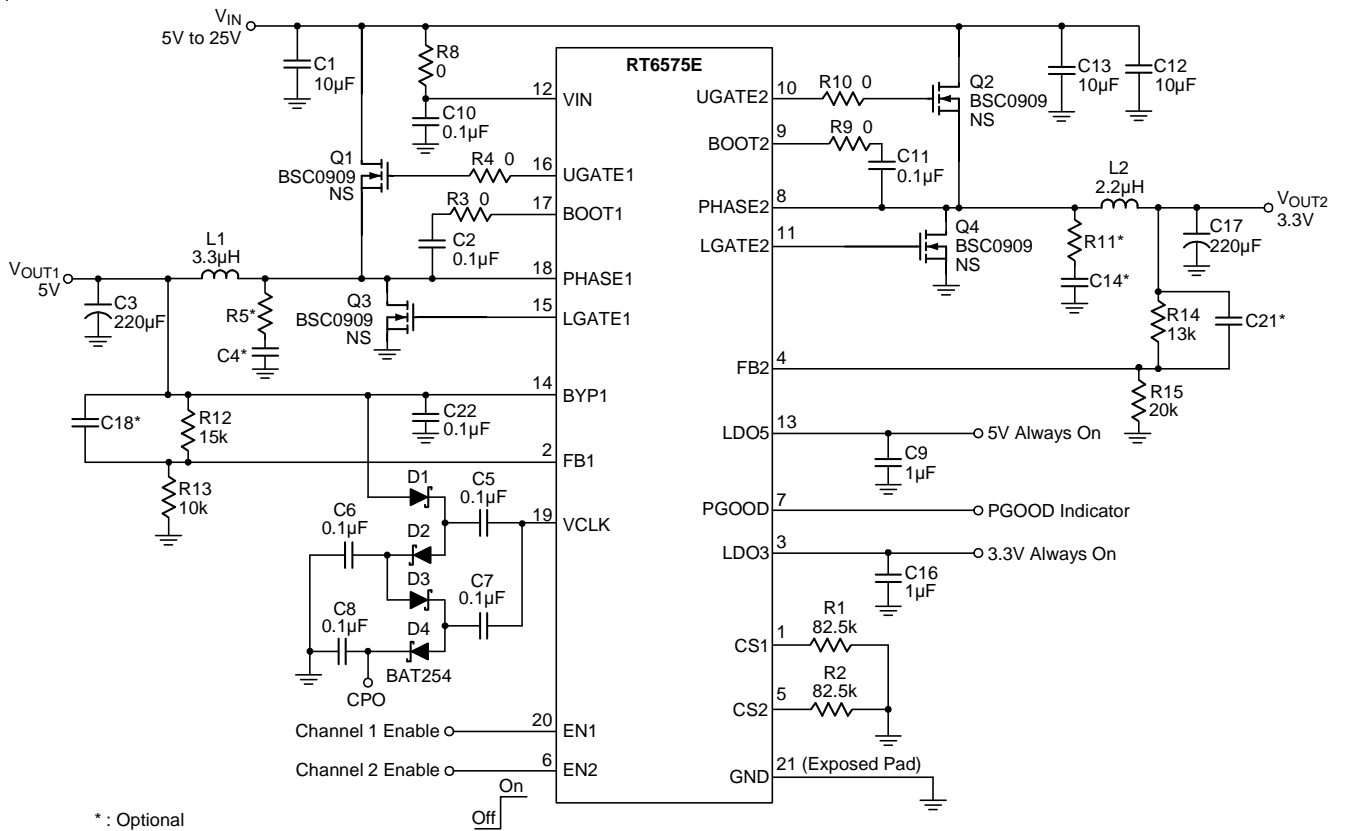 VIN
5V to 25V
C1
10µF
R8
0
C10
0.1µF
12
VIN
RT6575E
UGATE2
10
R10 0
Q2
BSC0909
NS
C13
10µF
C12
10µF
BOOT2
9
R9 0
C11
0.1µF
Q1
BSC0909
NS
R4 0
16
UGATE1
R3 0
17
BOOT1
C2
0.1µF
PHASE2
8
L2
2.2µH
VOUT2
3.3V
LGATE2
11
Q4
BSC0909
NS
R11*
C14*
C17
220µF
L1
3.3µH
VOUT1
5V
C3
220µF
R5*
C4*
18
PHASE1
Q3
BSC0909
NS
15
LGATE1
R14
13k
C21*
FB2
4
R15
20k
14
BYP1
C18*
R12
15k
C22
0.1µF
LDO5
13
5V Always On
C9
1µF
2
FB1
R13
10k
D1
C5
0.1µF
PGOOD
7
PGOOD Indicator
C6
0.1µF
D2
19
VCLK
LDO3
3
3.3V Always On
C16
1µF
D3
C7
0.1µF
C8
0.1µF
D4
BAT254
CPO
CS1
1
R1
82.5k
CS2
5
R2
82.5k
Channel 1 Enable
20
EN1
Channel 2 Enable
6
EN2
GND
21 (Exposed Pad)
On
Off
* : Optional